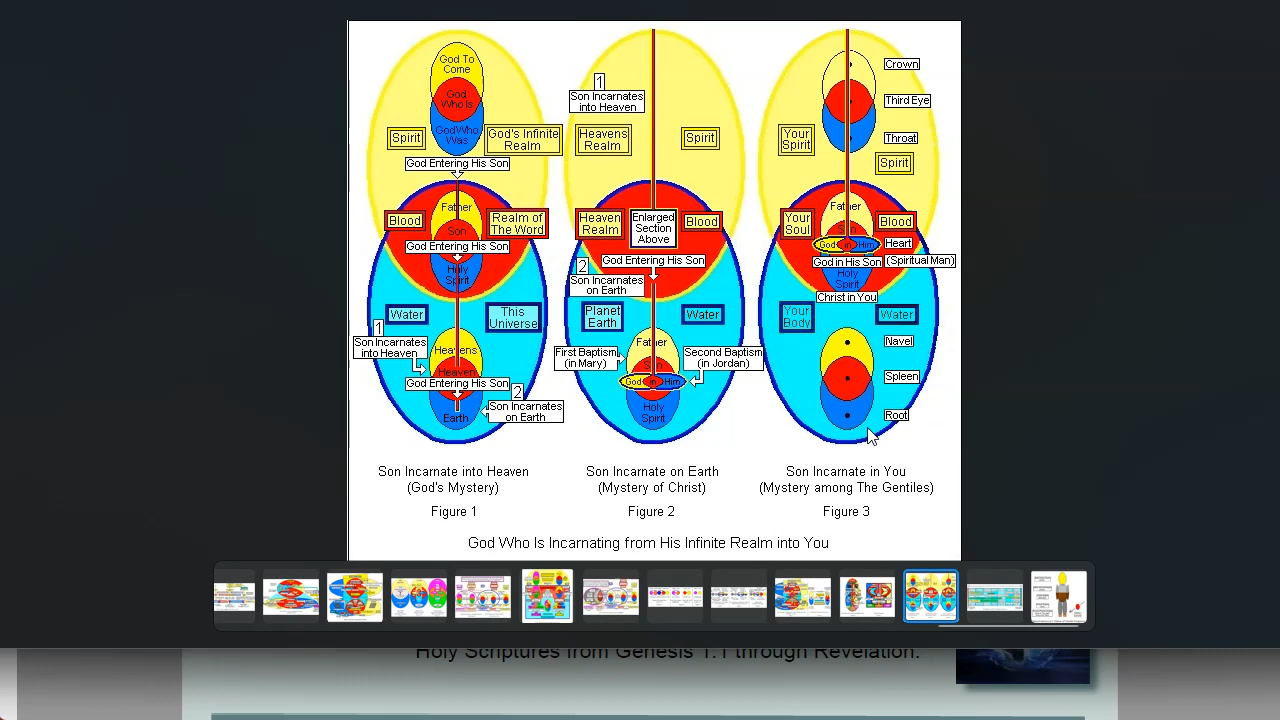 God To
Come
God
Who Is
God Who
Was
Spirit
God's Infinite
Realm
God Entering His Son
Father
Blood
Realm of
The Word
Son
God Entering His Son
Holy
Spirit
Water
This
Universe
1
Son Incarnates
into Heaven
Heavens
Heaven
God Entering His Son
2
Son Incarnates
on Earth
Earth
Son Incarnate into Heaven
(God's Mystery)
Figure 1
1
Son Incarnates
into Heaven
Heavens
Realm
Spirit
Heaven
Realm
Enlarged
Section
Above
Blood
God Entering His Son
2
Son Incarnates
on Earth
Planet
Earth
Water
Father
First Baptism
(in Mary)
Second Baptism
(in Jordan)
Son
God in Him
Holy
Spirit
Son Incarnate on Earth
(Mystery of Christ)
Figure 2
Crown
Third Eye
Throat
Your
Spirit
Spirit
Father
Your
Soul
Blood
Son
God in Him
Heart
God in His Son
(Spiritual Man)
Holy
Spirit
Christ in You
Your
Body
Water
Navel
Spleen
Root
Son Incarnate in You
(Mystery among The Gentiles)
Figure 3
God Who Is Incarnating from His Infinite Realm into You
Holy Scriptures from Genesis 1:1 through Revelation.